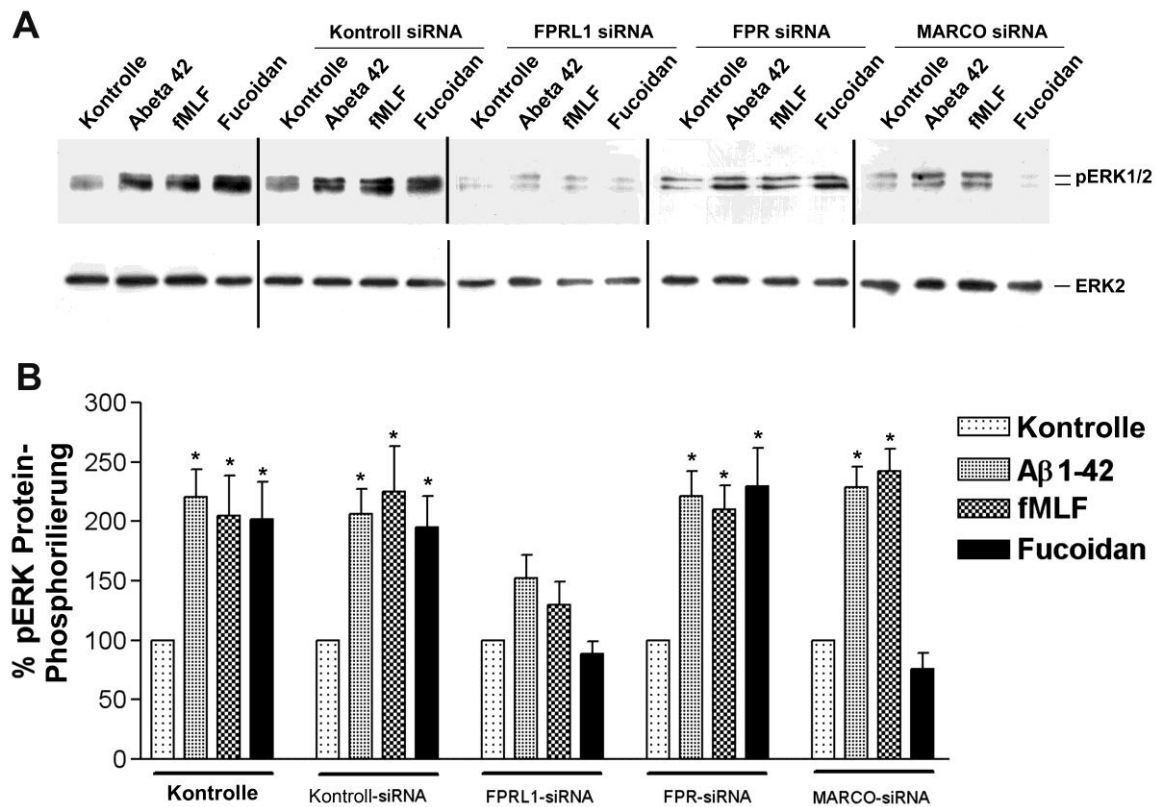 A
Kontroll siRNA FPRL1 siRNA FPR siRNA MARCO siRNA
Kontrolle Abeta 42 fMLF Fucoidan Kontrolle Abeta 42 fMLF Fucoidan Kontrolle Abeta 42 fMLF Fucoidan Kontrolle Abeta 42 fMLF Fucoidan Kontrolle Abeta 42 fMLF Fucoidan
pERK1/2
ERK2
B
% pERK Protein-
Phosphorilierung
300
250
200
150
100
50
0
* * * * * * * * * * *
Kontrolle
Aβ 1-42
fMLF
Fucoidan
Kontrolle Kontroll-siRNA FPRL1-siRNA FPR-siRNA MARCO-siRNA